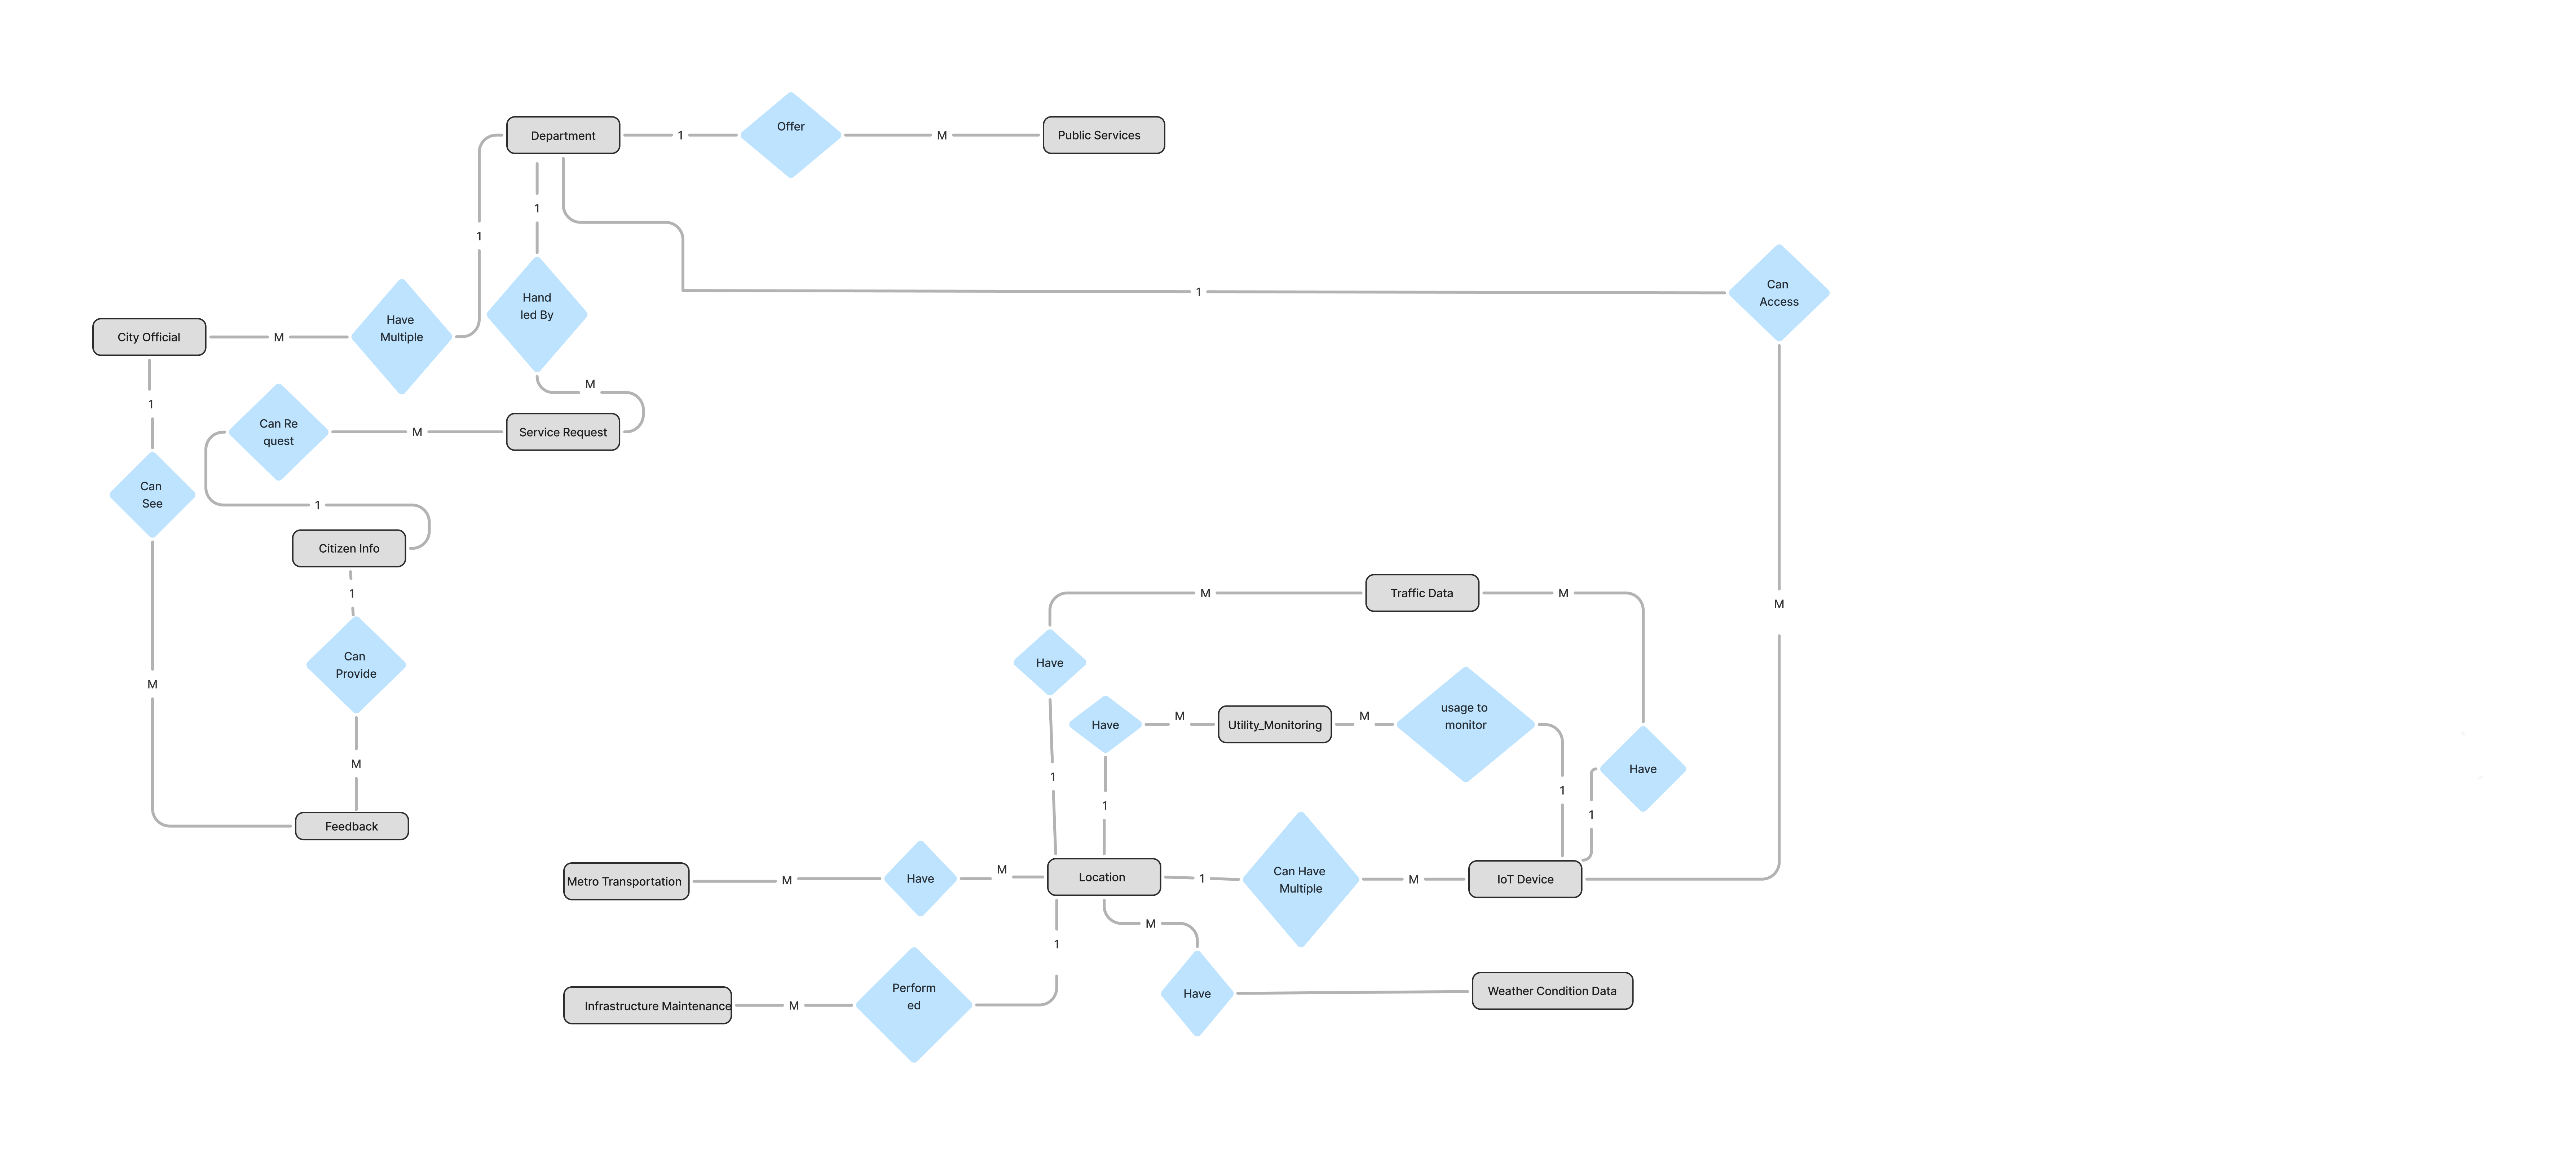 Department
1
Offer
M
Public Services
1
1
Hand
led By
Can
Access
1
City Official
M
Have
Multiple
M
1
Can Re
quest
M
Service Request
Can
See
1
Citizen Info
1
Can
Provide
M
M
Feedback
M
Traffic Data
M
M
Have
Have
M
Utility_Monitoring
M
usage to
monitor
Have
1
1
1
1
Metro Transportation
M
Have
M
Location
1
Can Have
Multiple
M
IoT Device
M
1
Infrastructure Maintenance
M
Perform
ed
Have
Weather Condition Data